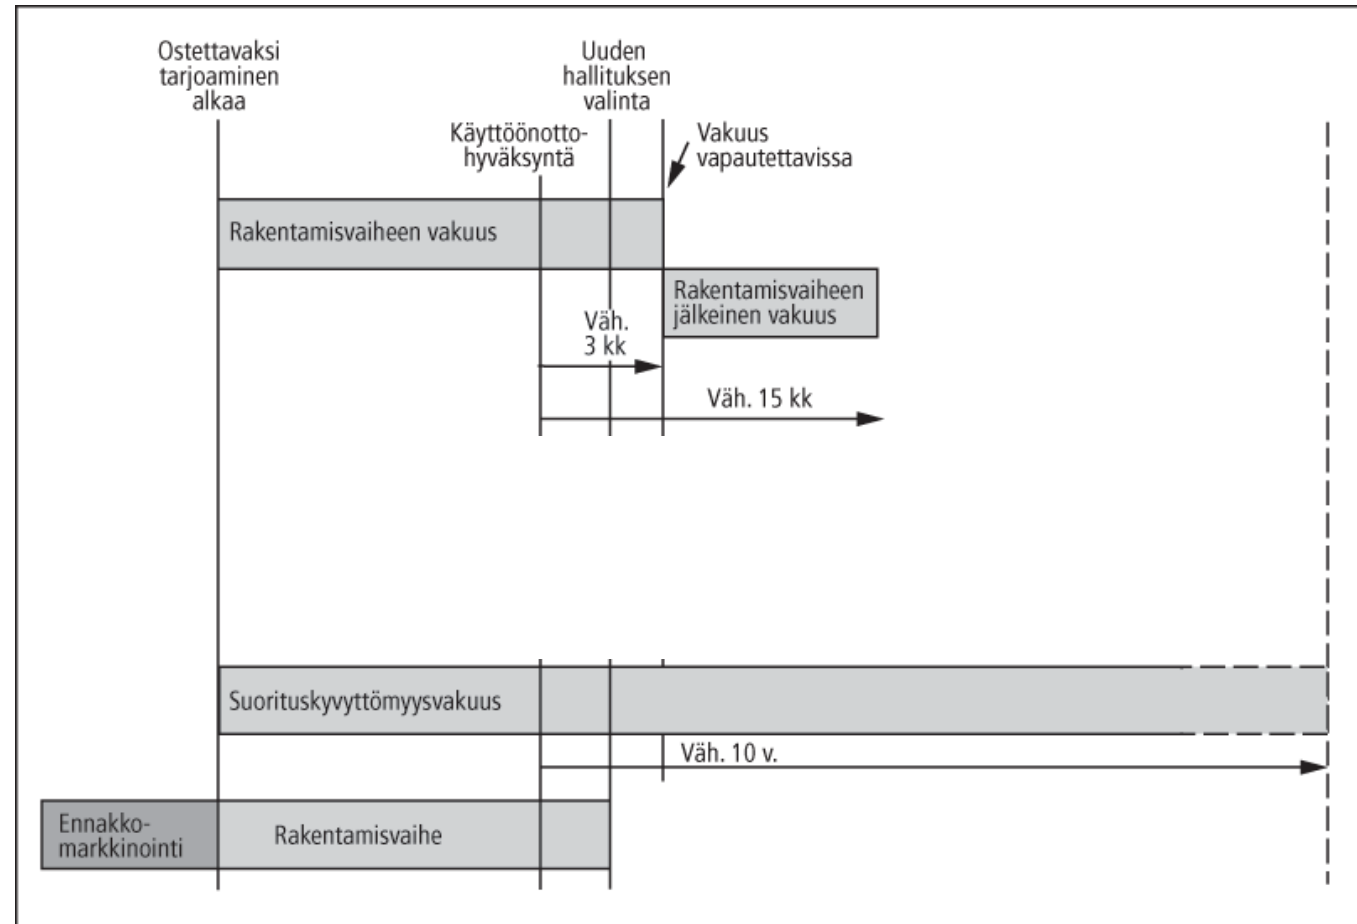 Ostettavaksi
tarjoaminen
alkaa
Uuden
hallituksen
valinta
Käyttöönotto-
hyväksyntä
Vakuus
vapautettavissa
Rakentamisvaiheen vakuus
Rakentamisvaiheen
jälkeinen vakuus
Väh.
3 kk
Väh. 15 kk
Suorituskyvyttömyysvakuus
Väh. 10 v.
Ennakko-
markkinointi
Rakentamisvaihe